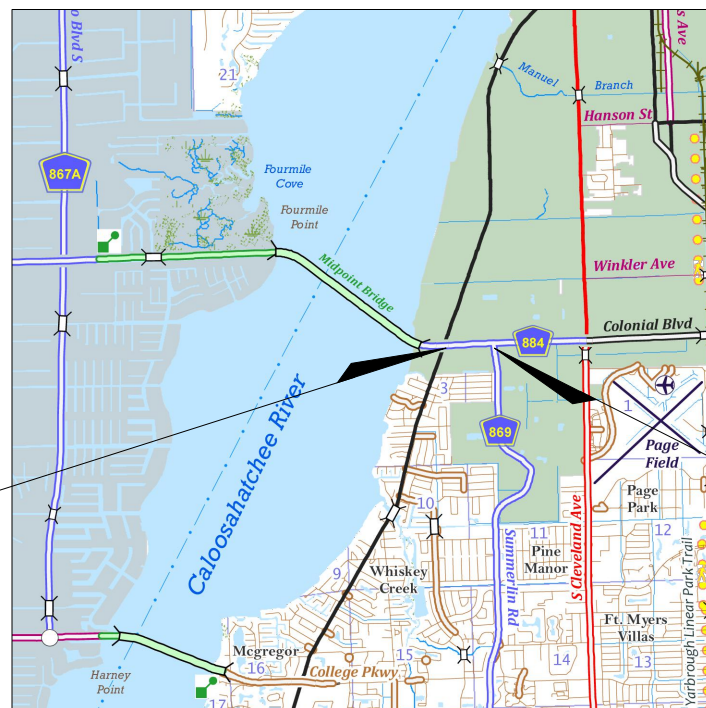 o Blvd S
s Ave
21
Manuel
Branch
Hanson St
867A
Fourmile
Cove
Fourmile
Point
Winkler Ave
Midpoint Bridge
884
Colonial Blvd
3
1
Caloosahatchee River
869
Page
Field
Page
Park
10
11
12
Pine
Manor
S Cleveland Ave
Summerlin Rd
Yarbrough Linear Park Trail
9
Whiskey
Creek
Ft. Myers
Villas
Mcgregor
16
15
14
13
College Pkwy
Harney
Point
17